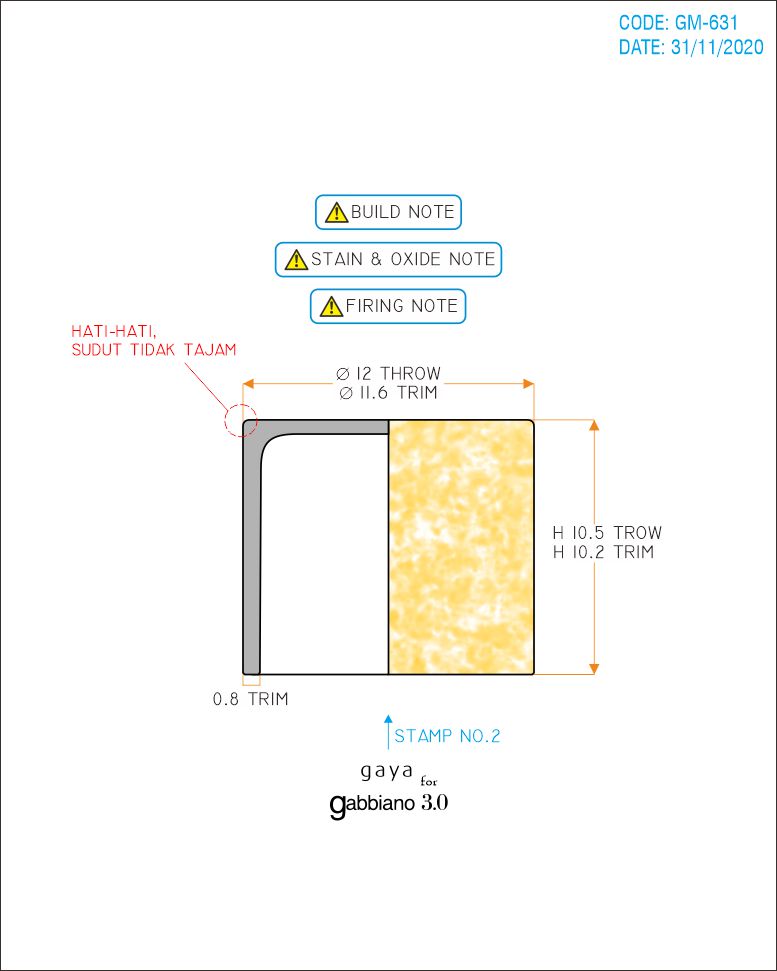 CODE: GM-631
DATE: 31/11/2020
BUILD NOTE
STAIN & OXIDE NOTE
FIRING NOTE
HATI-HATI,
SUDUT TIDAK TAJAM
Ø 12 THROW
Ø 11.6 TRIM
H 10.5 TROW
H 10.2 TRIM
0.8 TRIM
STAMP NO.2
gaya for
gabbiano 3.0